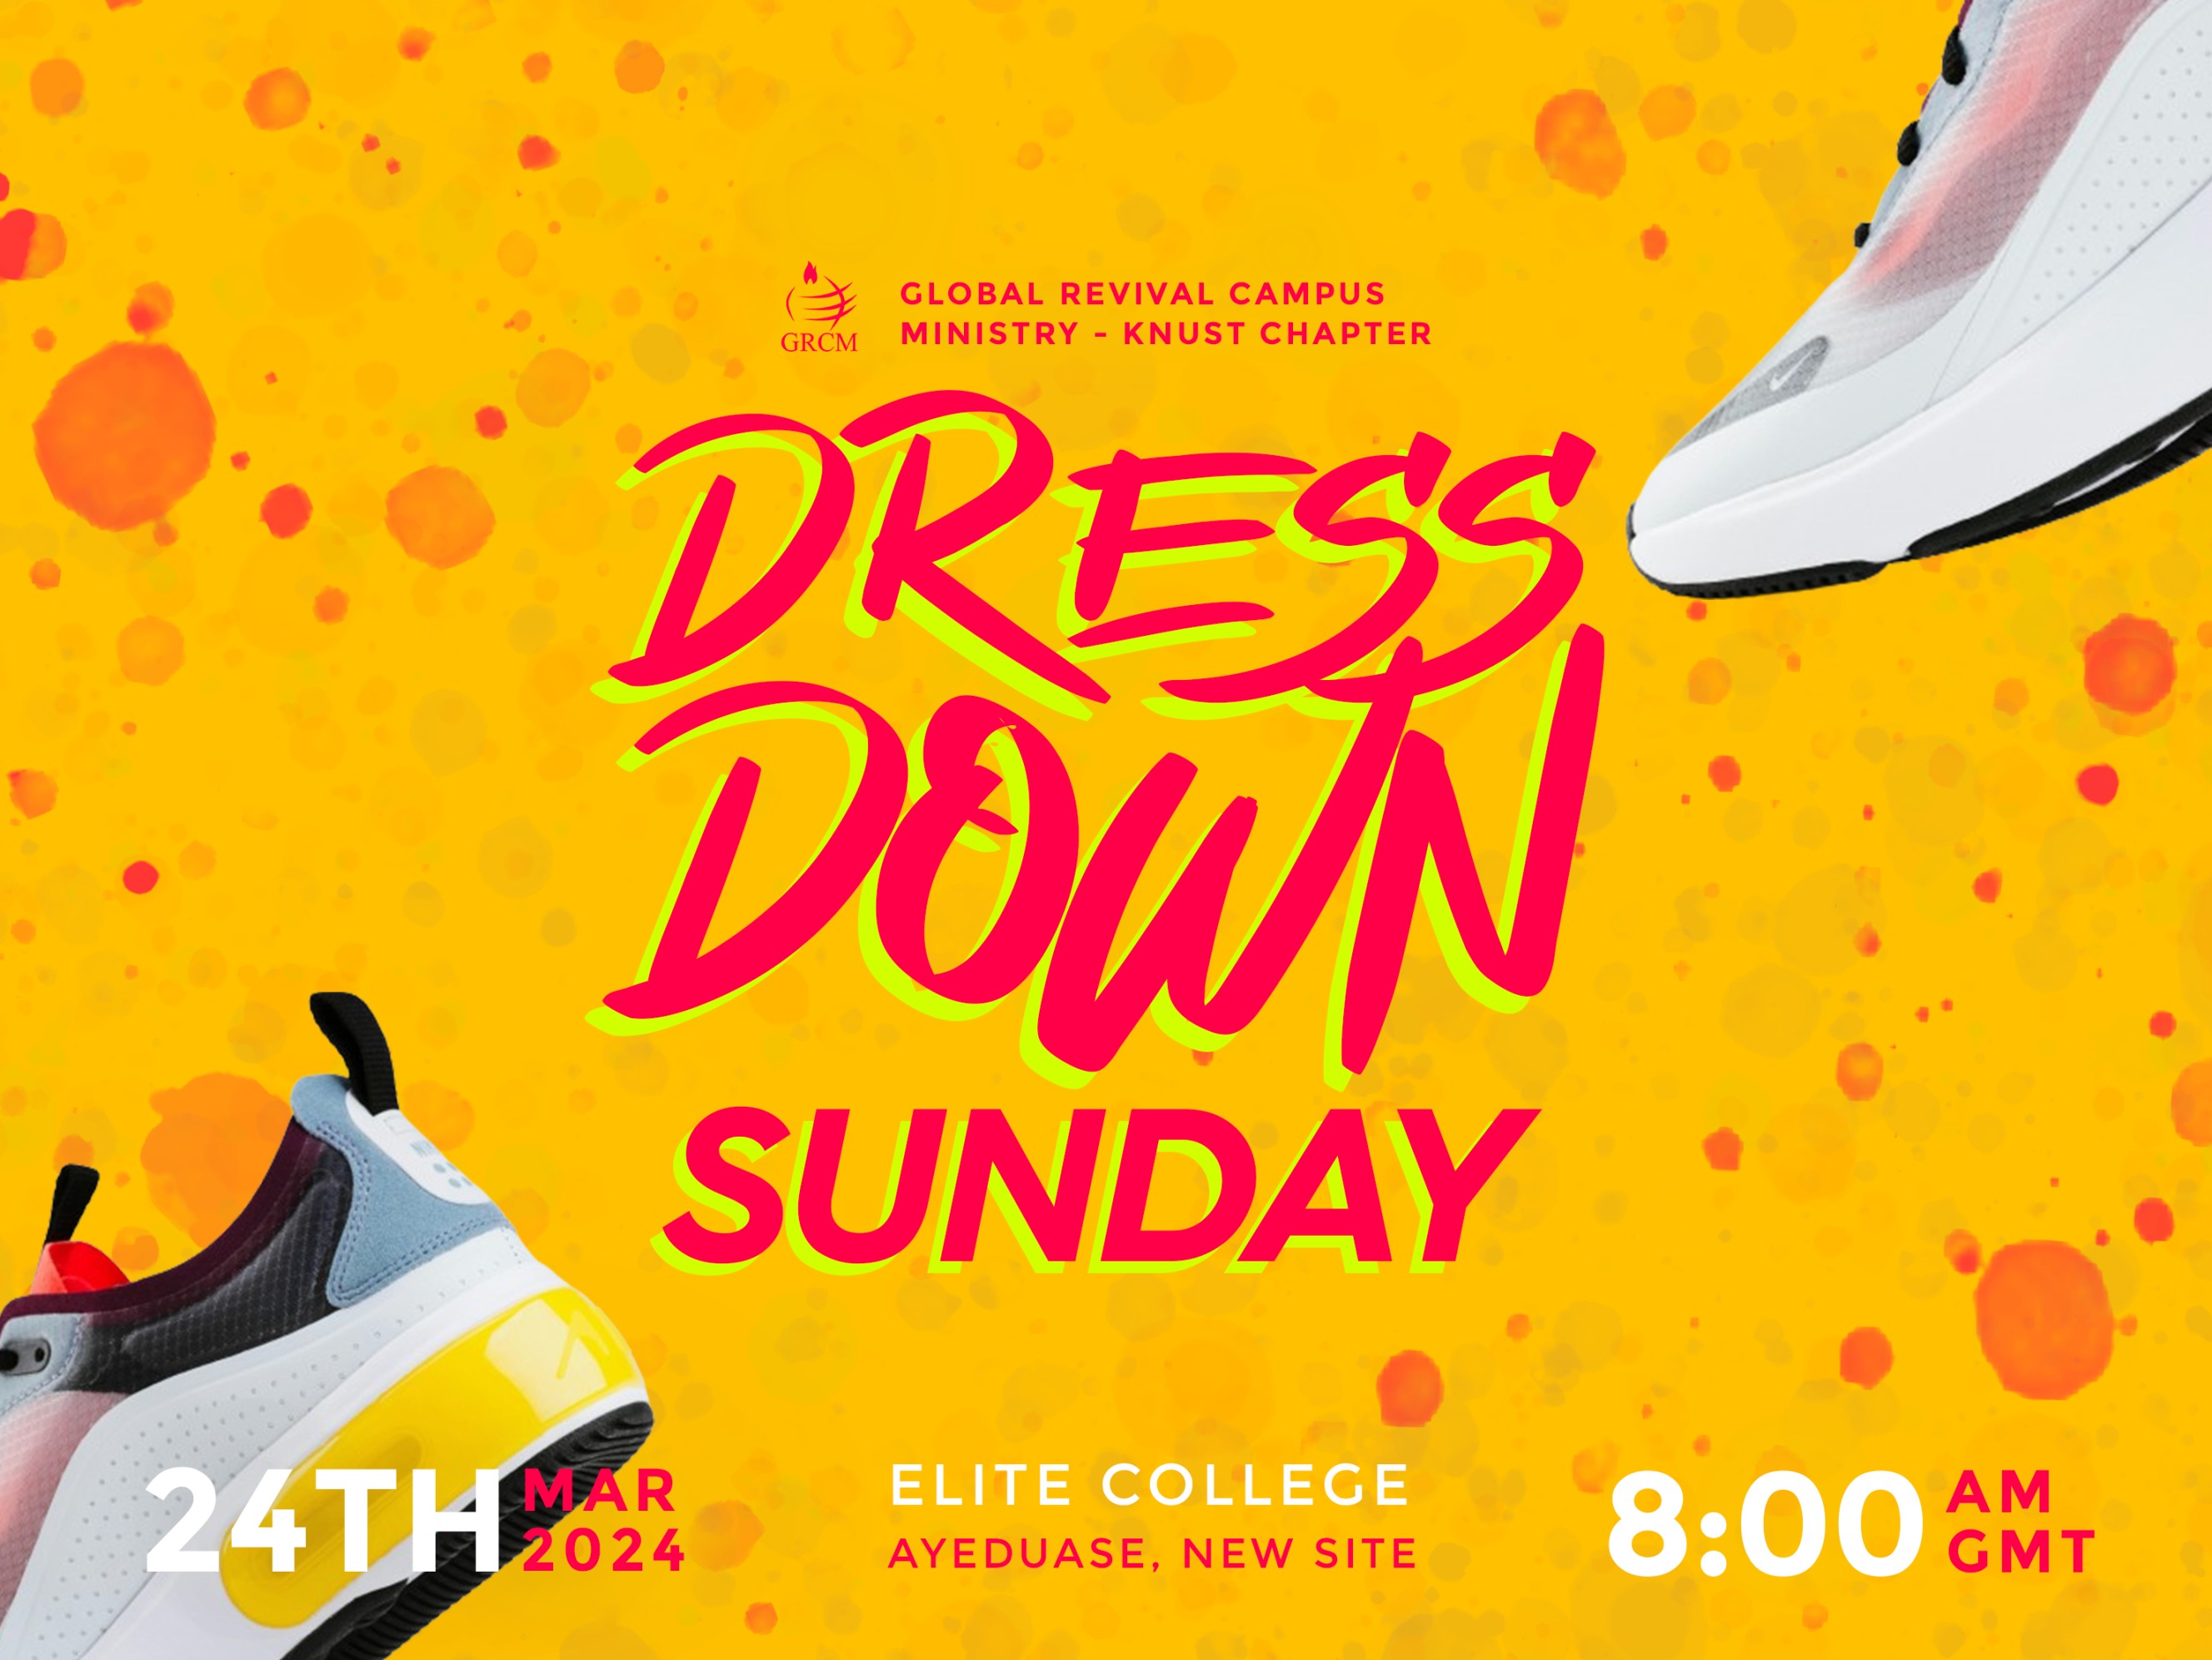 GRCM
GLOBAL REVIVAL CAMPUS
MINISTRY - KNUST CHAPTER
DRESS
DOWN
SUNDAY
24TH
MAR
2024
ELITE COLLEGE
AYEDUASE, NEW SITE
8:00
AM
GMT